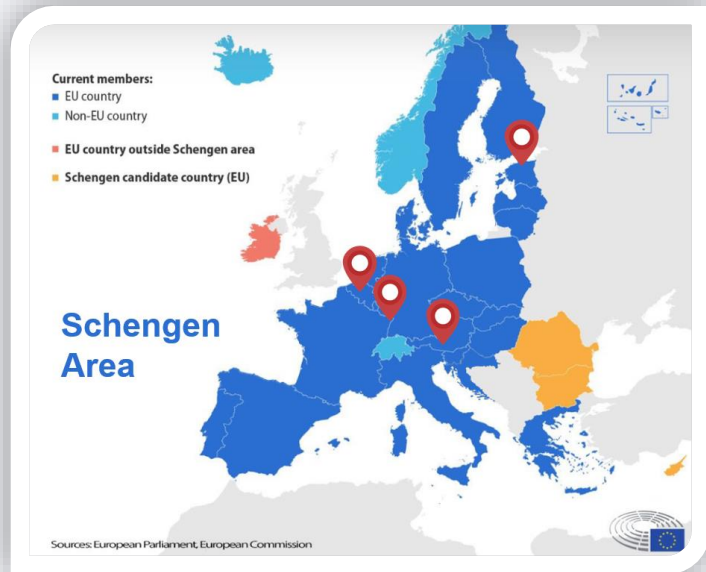 Current members:
EU country
Non-EU country
EU country outside Schengen area
Schengen candidate country (EU)
Schengen
Area
Sources: European Parliament, European Commission